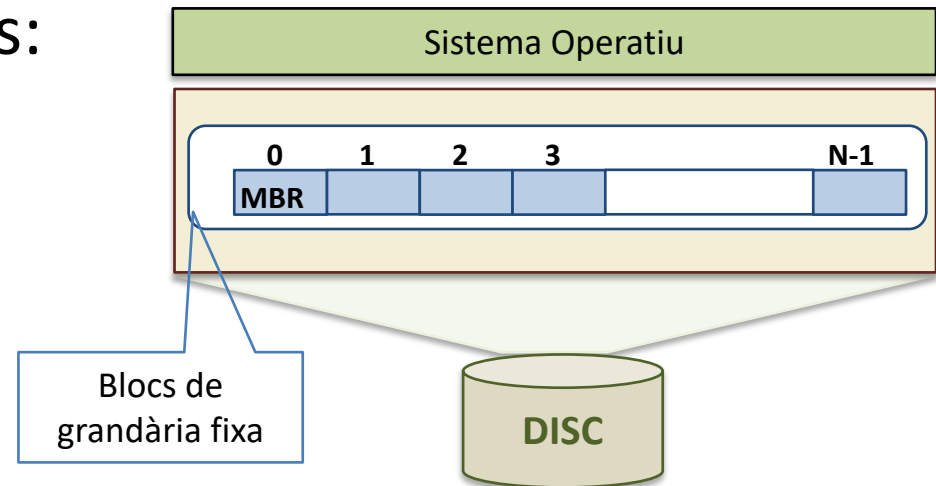 s:
Sistema Operatiu
0 1 2 3 N-1
MBR
Blocs de
grandària fixa
DISC